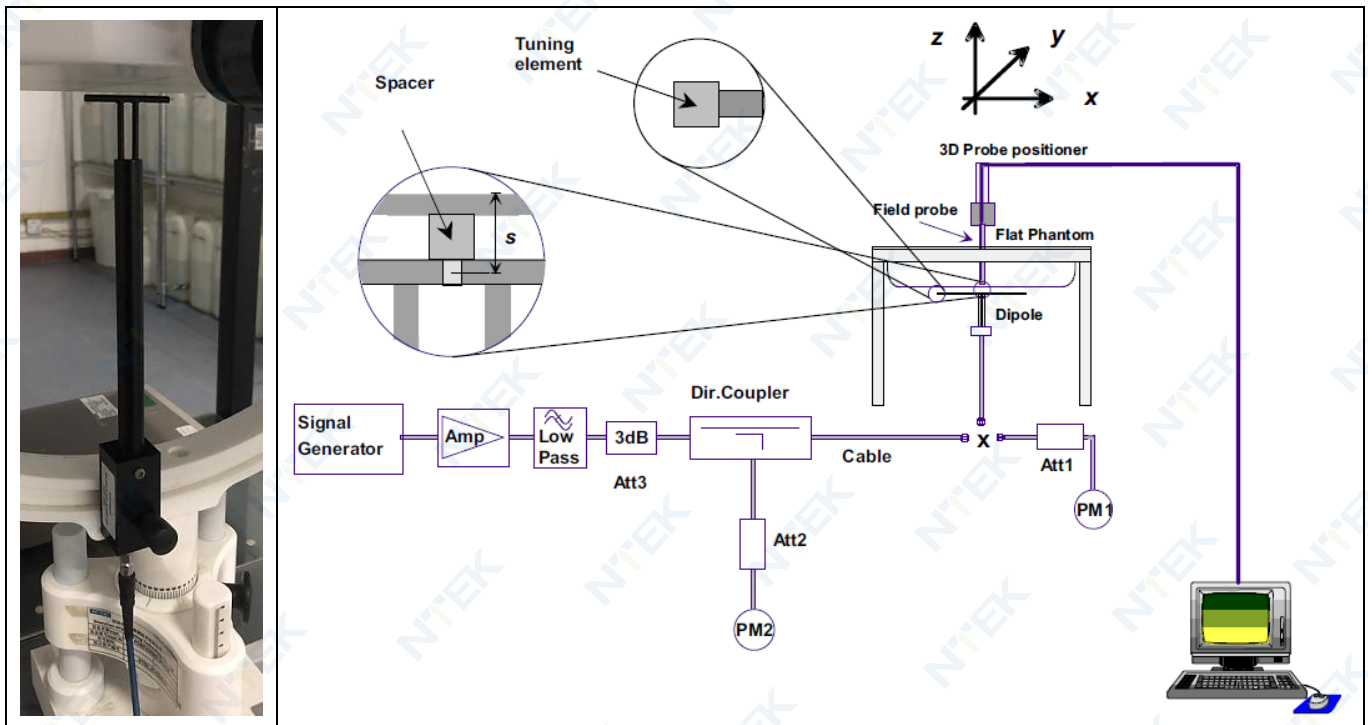 Tuning
element
Spacer
s
z
y
x
3D Probe positioner
Field probe
Flat Phantom
Dipole
Dir.Coupler
Signal
Generator
Amp
Low
Pass
3dB
Att3
Cable
X
Att1
PM1
Att2
PM2
NTEK